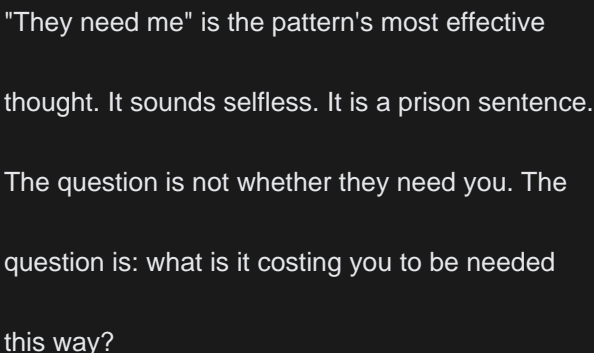 "They need me" is the pattern's most effective
thought. It sounds selfless. It is a prison sentence.
The question is not whether they need you. The
question is: what is it costing you to be needed
this way?